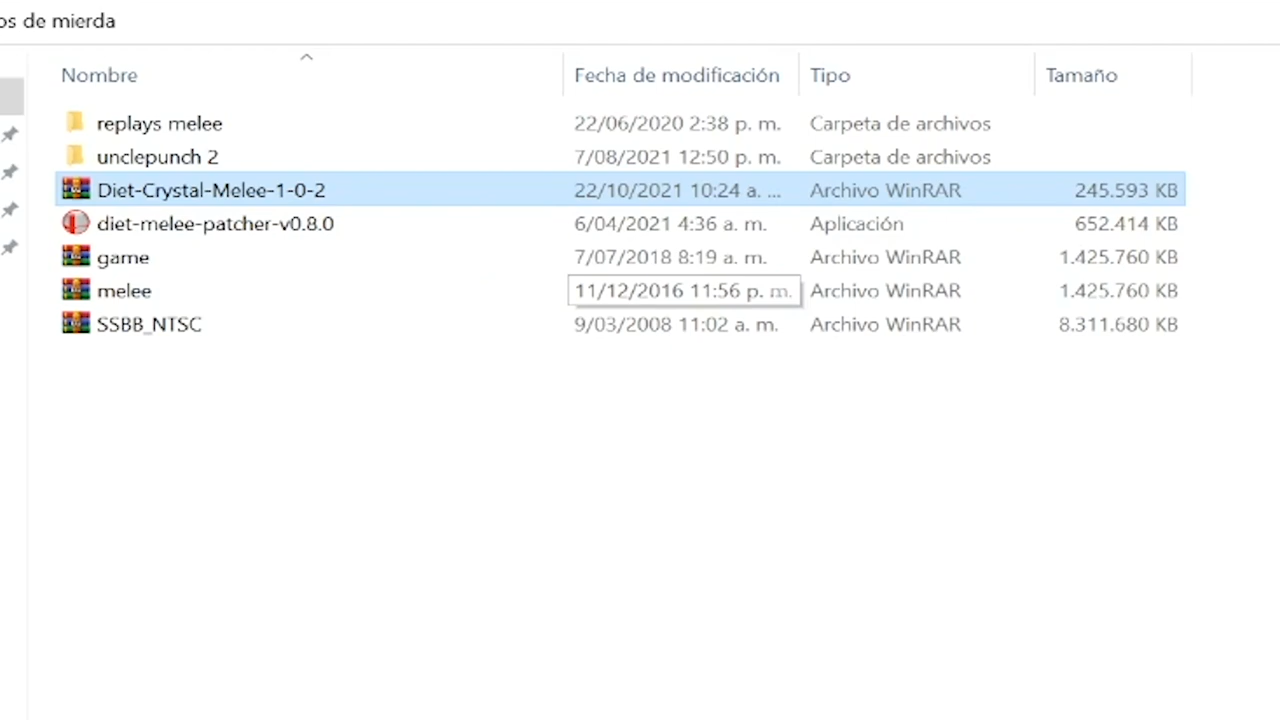 os de mierda
Nombre Fecha de modificación Tipo Tamaño
replays melee 22/06/2020 2:38 p. m. Carpeta de archivos
unclepunch 2 7/08/2021 12:50 p. m. Carpeta de archivos
Diet-Crystal-Melee-1-0-2 22/10/2021 10:24 a. ... Archivo WinRAR 245.593 KB
diet-melee-patcher-v0.8.0 6/04/2021 4:36 a. m. Aplicación 652.414 KB
game 7/07/2018 8:19 a. m. Archivo WinRAR 1.425.760 KB
melee 11/12/2016 11:56 p. m. Archivo WinRAR 1.425.760 KB
SSBB_NTSC 9/03/2008 11:02 a. m. Archivo WinRAR 8.311.680 KB